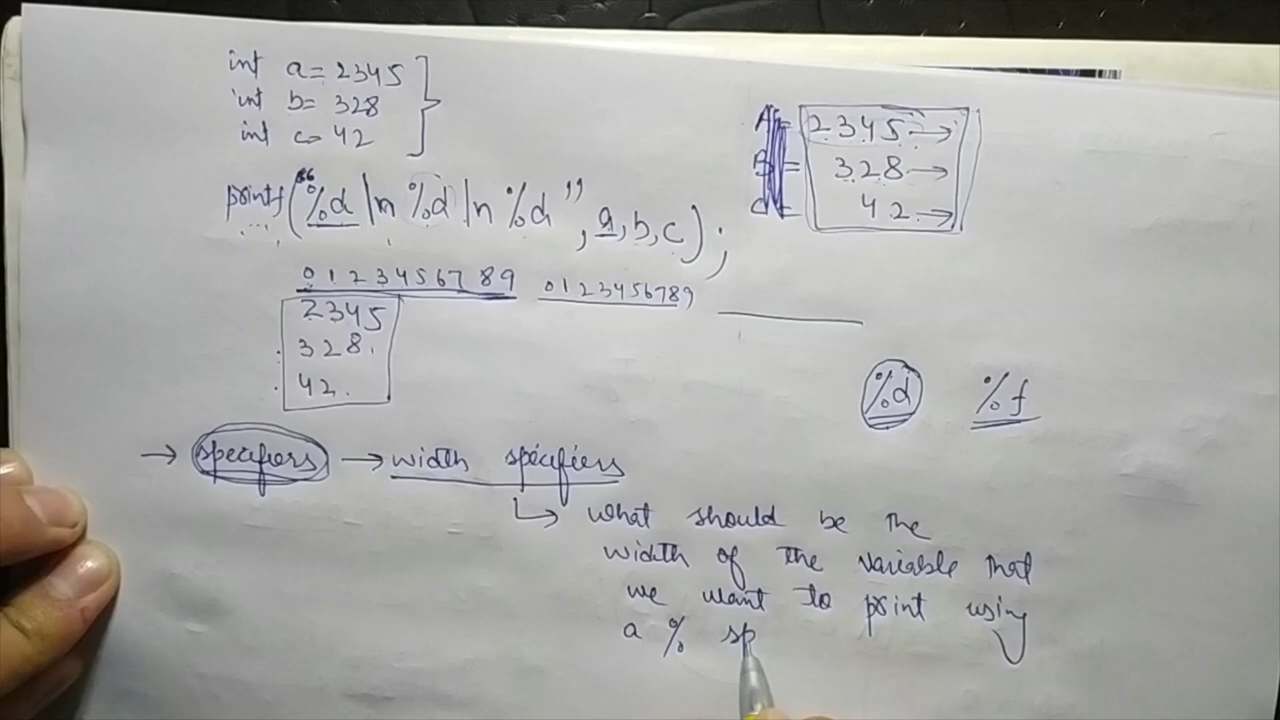 int a= 2345
int b= 328
int c= 42
printf("%d \n %d \n %d", a, b, c);
0 1 2 3 4 5 6 7 8 9 0 1 2 3 4 5 6 7 8 9
2345
328.
42.
A= 2345→
B= 328→
C= 42→
%d %f
→ specifiers → width specifiers
↳ what should be the
width of the variable that
we want to print using
a % sp